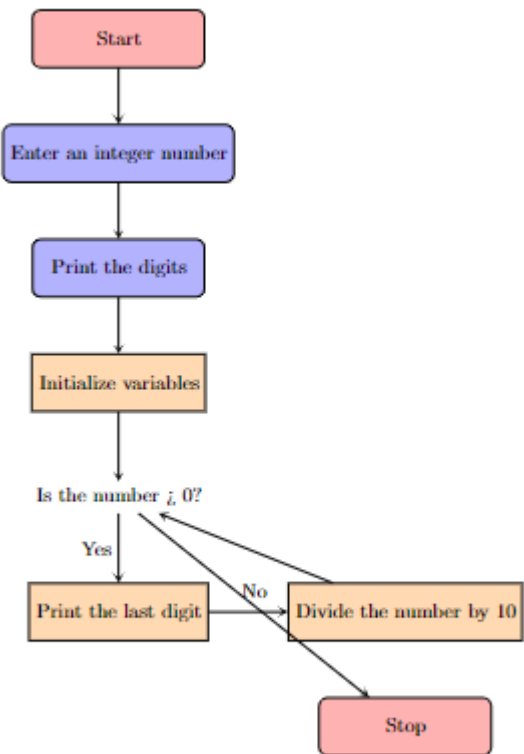 Start
Enter an integer number
Print the digits
Initialize variables
Is the number ¿ 0?
Yes
No
Print the last digit
Divide the number by 10
Stop